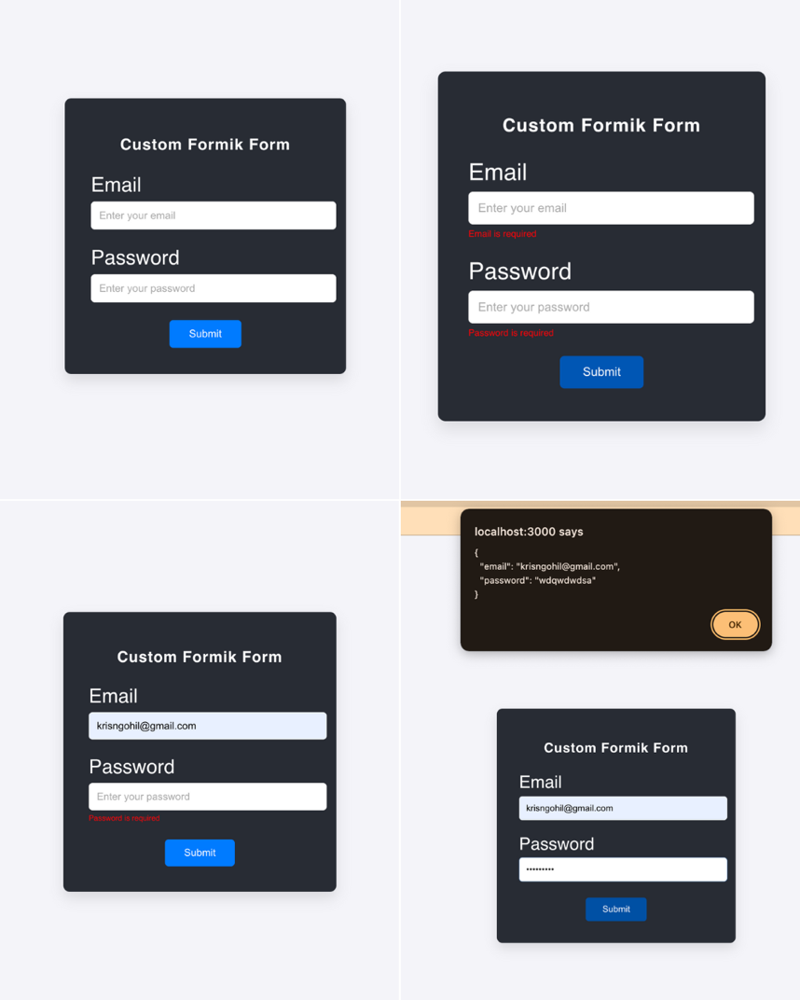 Custom Formik Form
Email
Enter your email
Password
Enter your password
Submit
Custom Formik Form
Email
Enter your email
Email is required
Password
Enter your password
Password is required
Submit
Custom Formik Form
Email
krisngohil@gmail.com
Password
Enter your password
Password is required
Submit
localhost:3000 says
{
"email": "krisngohil@gmail.com",
"password": "wdqwdwdsa"
}
OK
Custom Formik Form
Email
krisngohil@gmail.com
Password
•••••••••
Submit